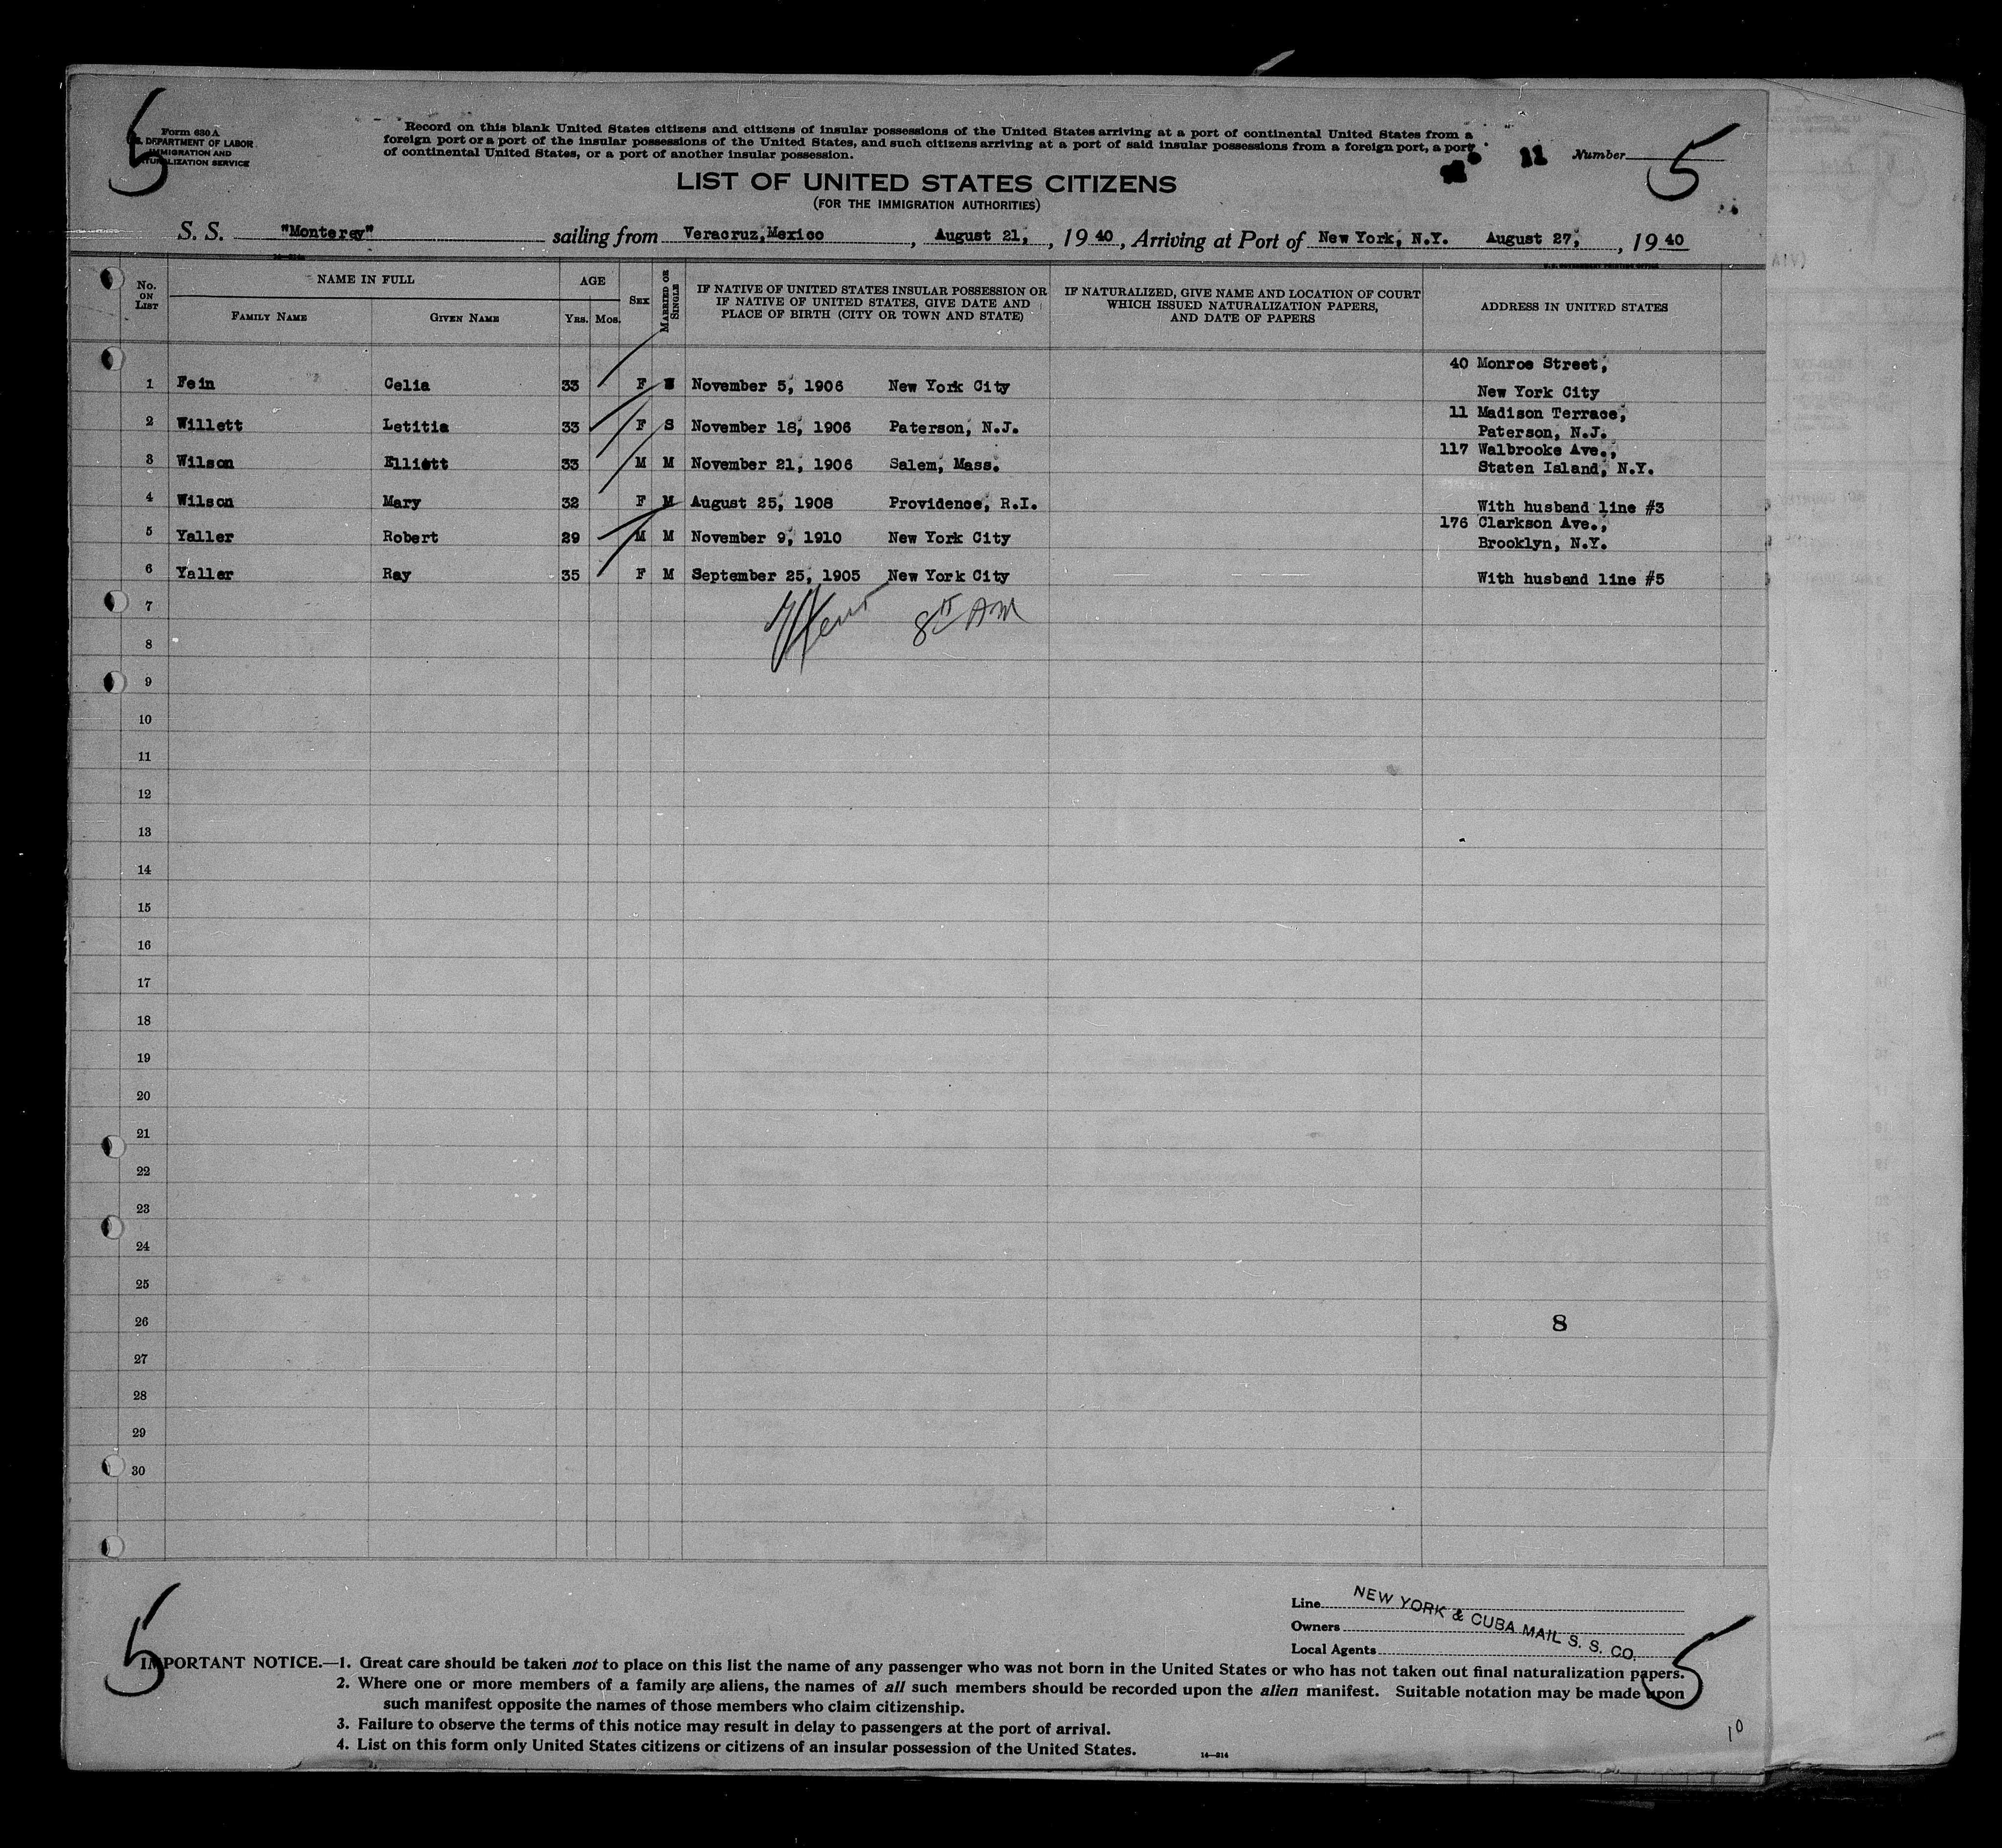 5 5
Form 630 A
U.S. DEPARTMENT OF LABOR
IMMIGRATION AND
NATURALIZATION SERVICE
Record on this blank United States citizens and citizens of insular possessions of the United States arriving at a port of continental United States from a
foreign port or a port of the insular possessions of the United States, and such citizens arriving at a port of said insular possessions from a foreign port, a port
of continental United States, or a port of another insular possession.
11 Number
LIST OF UNITED STATES CITIZENS
(FOR THE IMMIGRATION AUTHORITIES)
S. S. "Monterey" sailing from Veracruz,Mexico, August 21, , 19 40, Arriving at Port of New York, N.Y. August 27, , 19 40
No. ON LIST
NAME IN FULL
FAMILY NAME GIVEN NAME
AGE
YRS. MOS.
SEX
MARRIED OR SINGLE
IF NATIVE OF UNITED STATES INSULAR POSSESSION OR
IF NATIVE OF UNITED STATES, GIVE DATE AND
PLACE OF BIRTH (CITY OR TOWN AND STATE)
IF NATURALIZED, GIVE NAME AND LOCATION OF COURT
WHICH ISSUED NATURALIZATION PAPERS,
AND DATE OF PAPERS
ADDRESS IN UNITED STATES
40 Monroe Street,
1 Fein Celia 33 F S November 5, 1906 New York City
New York City
11 Madison Terrace,
2 Willett Letitia 33 F S November 18, 1906 Paterson, N.J.
Paterson, N.J.
117 Walbrooke Ave.,
3 Wilson Elliott 33 M M November 21, 1906 Salem, Mass.
Staten Island, N.Y.
4 Wilson Mary 32 F M August 25, 1908 Providence, R.I. With husband line #3
176 Clarkson Ave.,
5 Yaller Robert 29 M M November 9, 1910 New York City
Brooklyn, N.Y.
6 Yaller Ray 35 F M September 25, 1905 New York City With husband line #5
7
8
9
10
11
12
13
14
15
16
17
18
19
20
21
22
23
24
25
26 8
27
28
29
30
Line NEW YORK & CUBA MAIL S. S. CO.
Owners
Local Agents
5 5
IMPORTANT NOTICE.—1. Great care should be taken not to place on this list the name of any passenger who was not born in the United States or who has not taken out final naturalization papers.
2. Where one or more members of a family are aliens, the names of all such members should be recorded upon the alien manifest. Suitable notation may be made upon
such manifest opposite the names of those members who claim citizenship.
3. Failure to observe the terms of this notice may result in delay to passengers at the port of arrival.
4. List on this form only United States citizens or citizens of an insular possession of the United States.
14—314
10